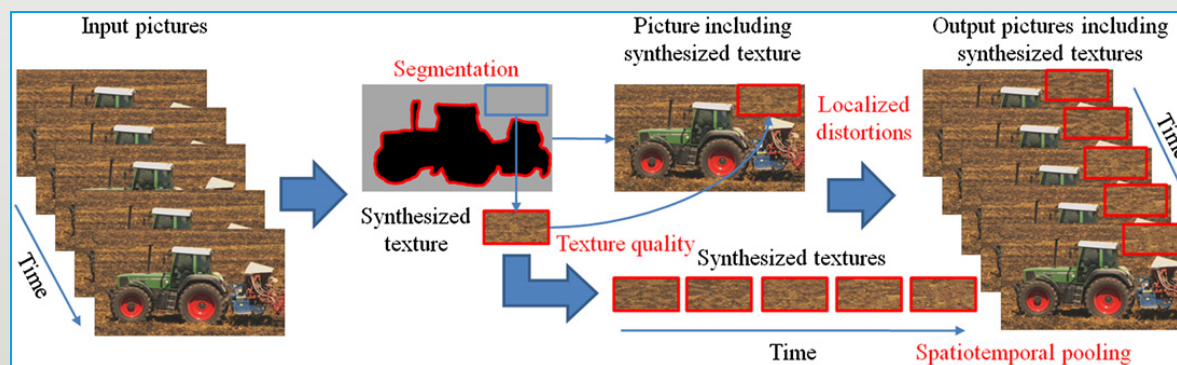 Input pictures
Time
Segmentation
Synthesized
texture
Picture including
synthesized texture
Texture quality
Localized
distortions
Synthesized textures
Time
Output pictures including
synthesized textures
Time
Spatiotemporal pooling